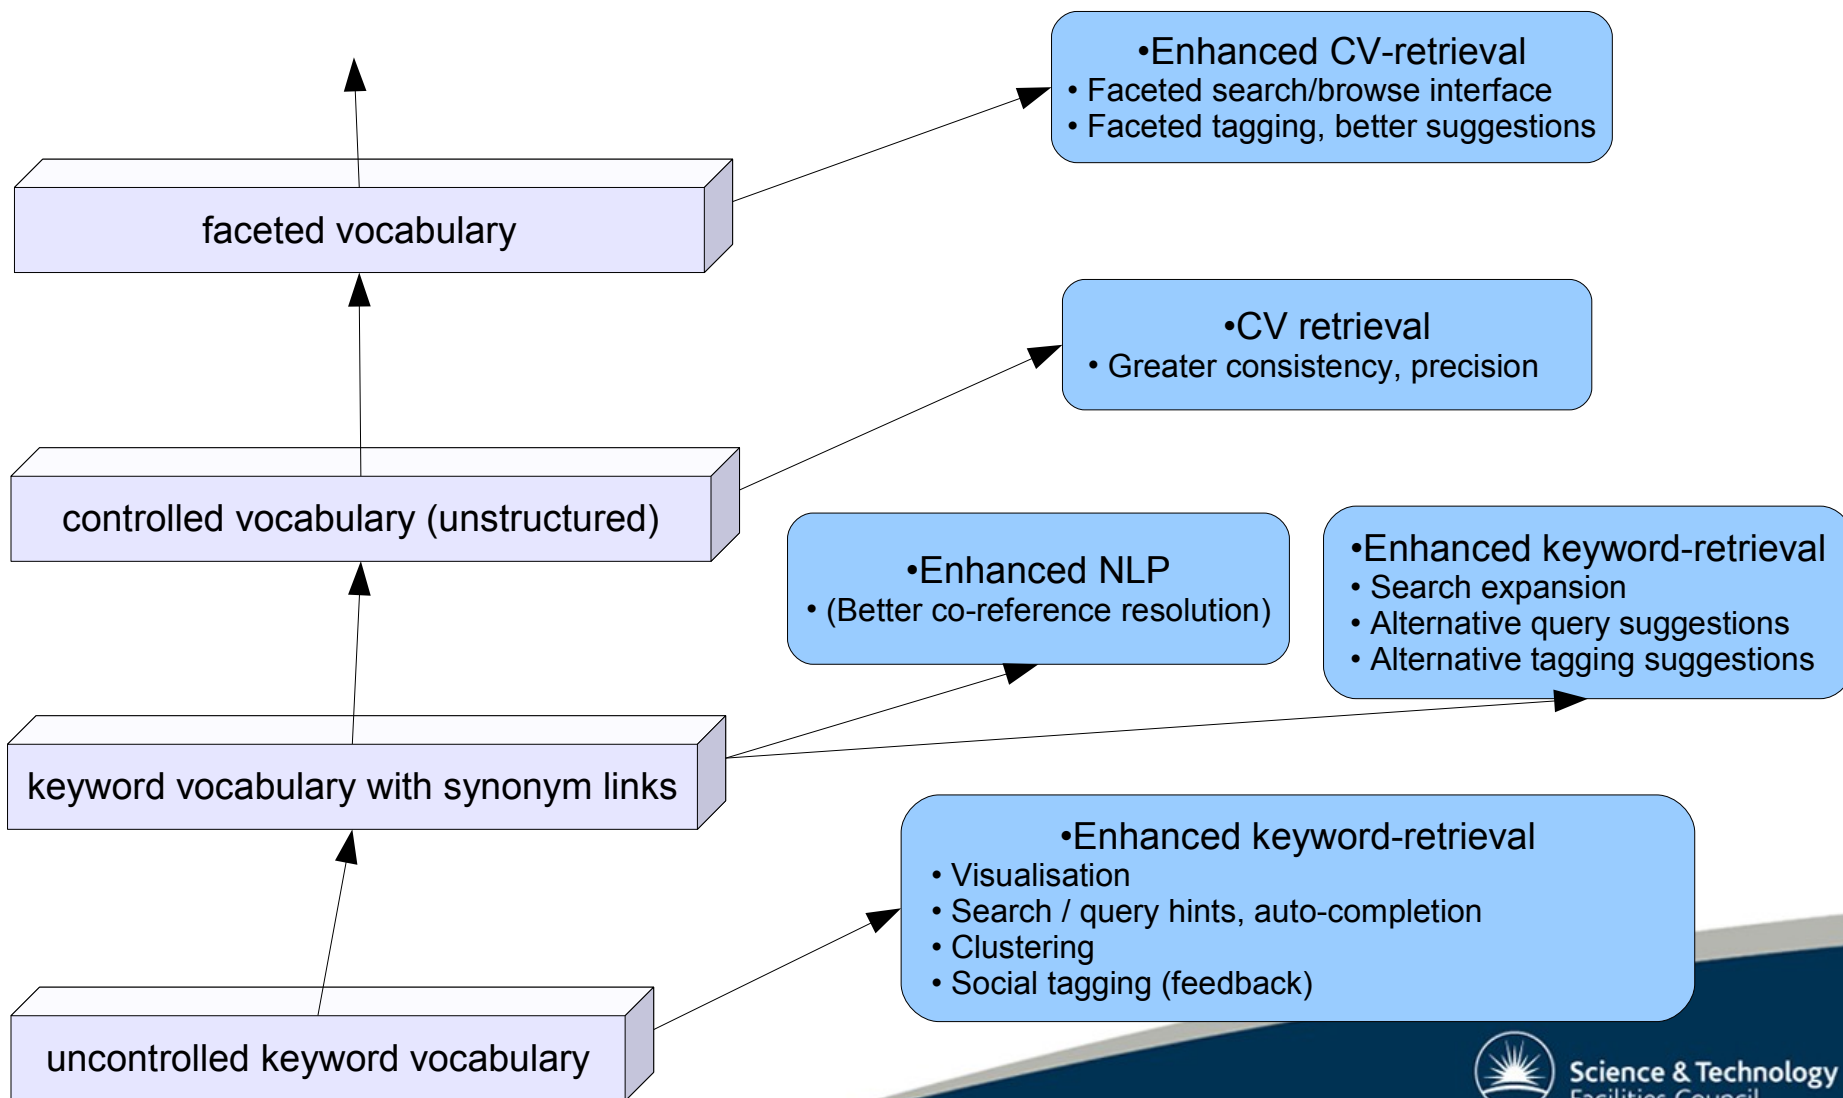 •Enhanced CV-retrieval
• Faceted search/browse interface
• Faceted tagging, better suggestions
faceted vocabulary
•CV retrieval
• Greater consistency, precision
controlled vocabulary (unstructured)
•Enhanced NLP
• (Better co-reference resolution)
•Enhanced keyword-retrieval
• Search expansion
• Alternative query suggestions
• Alternative tagging suggestions
keyword vocabulary with synonym links
•Enhanced keyword-retrieval
• Visualisation
• Search / query hints, auto-completion
• Clustering
• Social tagging (feedback)
uncontrolled keyword vocabulary
Science & Technology
Facilities Council